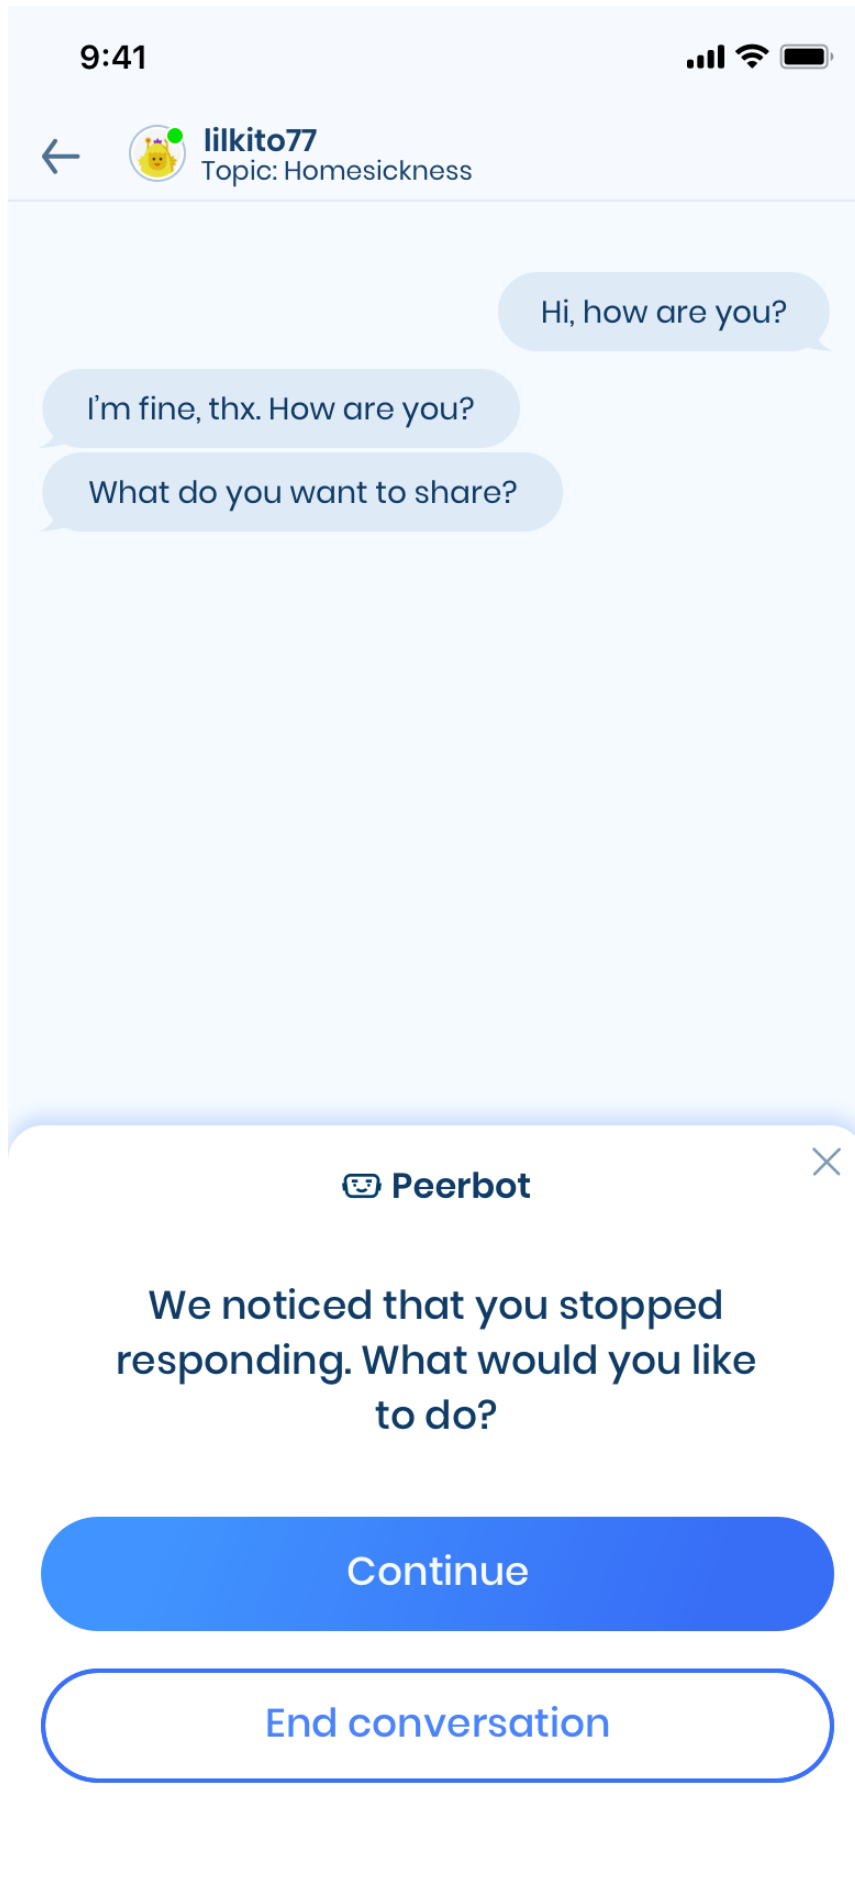 9:41
lilkito77
Topic: Homesickness
Hi, how are you?
I'm fine, thx. How are you?
What do you want to share?
Peerbot
We noticed that you stopped
responding. What would you like
to do?
Continue
End conversation